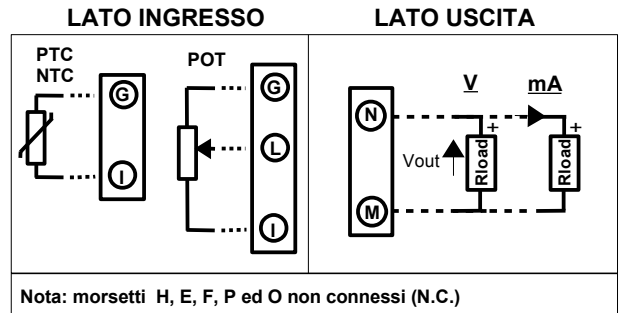 LATO INGRESSO
LATO USCITA
PTC
NTC
G
I
POT
G
L
I
N
M
V
mA
Vout
+
Rload
+
Rload
Nota: morsetti H, E, F, P ed O non connessi (N.C.)